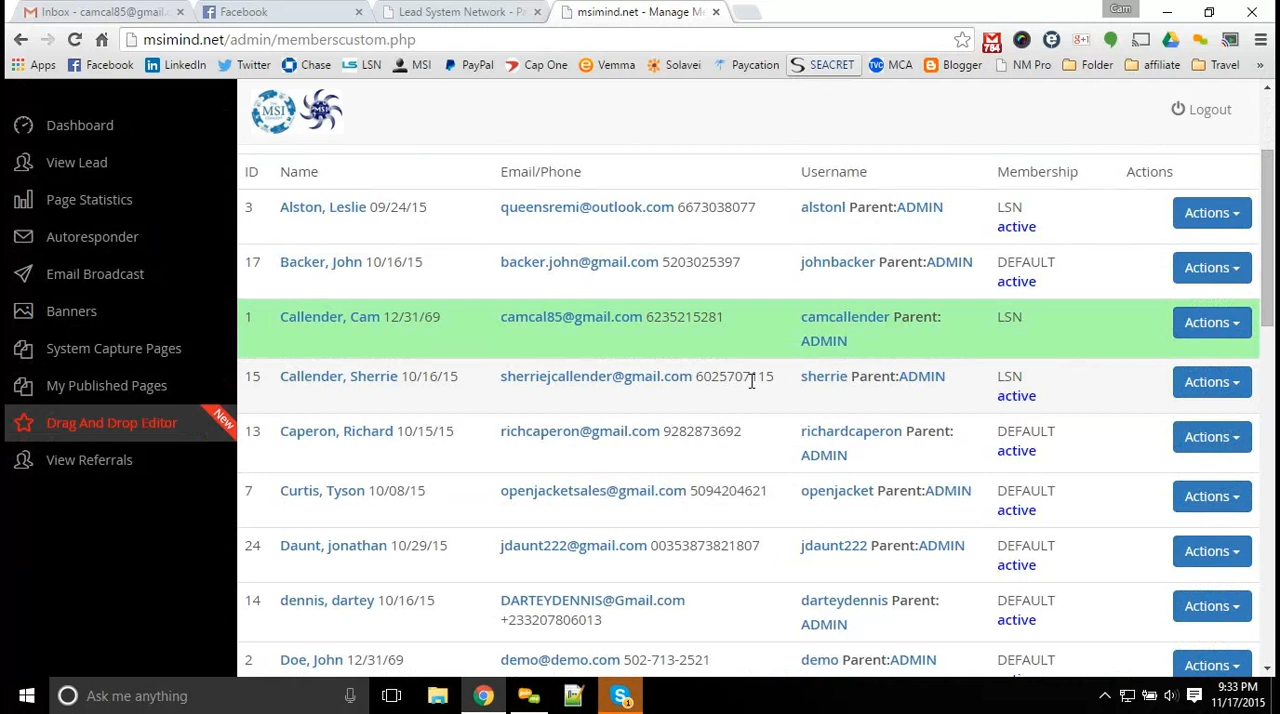 Inbox - camcal85@gmail. × Facebook × Lead System Network - Pa × msimind.net - Manage Me × Cam
msimind.net/admin/memberscustom.php 784
Apps Facebook LinkedIn Twitter Chase LSN MSI PayPal Cap One Vemma Solavei Paycation SEACRET MCA Blogger NM Pro Folder affiliate Travel »
MSI Logout
Dashboard
View Lead
Page Statistics
Autoresponder
Email Broadcast
Banners
System Capture Pages
My Published Pages
Drag And Drop Editor New
View Referrals
ID Name Email/Phone Username Membership Actions
3 Alston, Leslie 09/24/15 queensremi@outlook.com 6673038077 alstonl Parent:ADMIN LSN Actions
active
17 Backer, John 10/16/15 backer.john@gmail.com 5203025397 johnbacker Parent:ADMIN DEFAULT Actions
active
1 Callender, Cam 12/31/69 camcal85@gmail.com 6235215281 camcallender Parent: LSN Actions
ADMIN
15 Callender, Sherrie 10/16/15 sherriejcallender@gmail.com sherrie Parent:ADMIN LSN Actions
active
13 Caperon, Richard 10/15/15 richcaperon@gmail.com 9282873692 richardcaperon Parent: DEFAULT Actions
ADMIN active
7 Curtis, Tyson 10/08/15 openjacketsales@gmail.com 5094204621 openjacket Parent:ADMIN DEFAULT Actions
active
24 Daunt, jonathan 10/29/15 jdaunt222@gmail.com 00353873821807 jdaunt222 Parent:ADMIN DEFAULT Actions
active
14 dennis, dartey 10/16/15 DARTEYDENNIS@Gmail.com darteydennis Parent: DEFAULT Actions
+233207806013 ADMIN active
2 Doe, John 12/31/69 demo@demo.com 502-713-2521 demo Parent:ADMIN DEFAULT Actions
Ask me anything
9:33 PM
11/17/2015